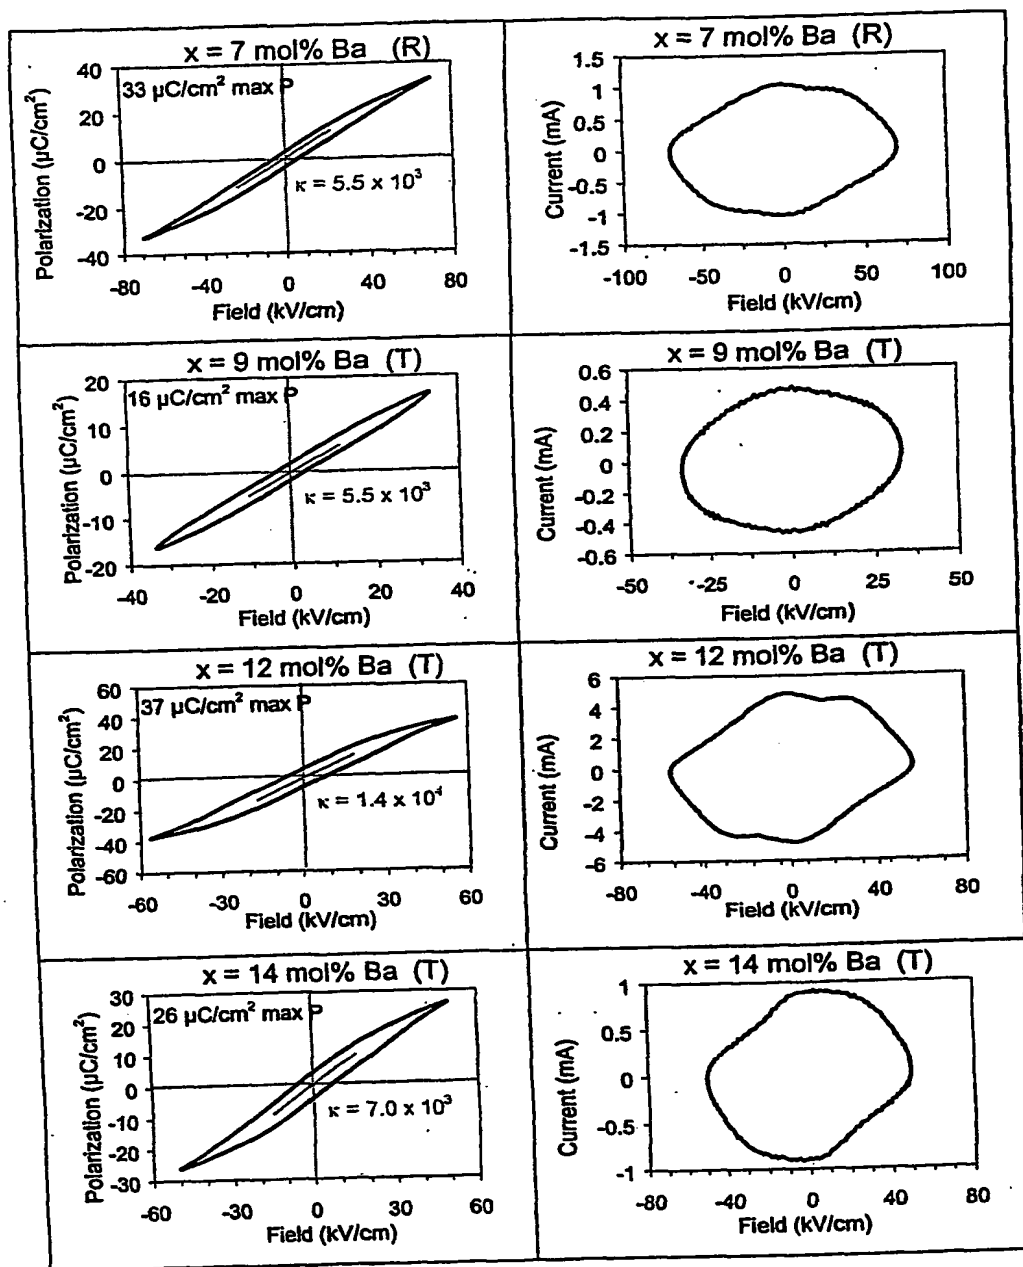 x = 7 mol% Ba (R)
33 µC/cm² max P
Polarization (µC/cm²)
40
20
0
-20
-40
κ = 5.5 x 10³
-80 -40 0 40 80
Field (kV/cm)
x = 7 mol% Ba (R)
Current (mA)
1.5
1
0.5
0
-0.5
-1
-1.5
-100 -50 0 50 100
Field (kV/cm)
x = 9 mol% Ba (T)
16 µC/cm² max P
Polarization (µC/cm²)
20
10
0
-10
-20
κ = 5.5 x 10³
-40 -20 0 20 40
Field (kV/cm)
x = 9 mol% Ba (T)
Current (mA)
0.6
0.4
0.2
0
-0.2
-0.4
-0.6
-50 -25 0 25 50
Field (kV/cm)
x = 12 mol% Ba (T)
37 µC/cm² max P
Polarization (µC/cm²)
60
40
20
0
-20
-40
-60
κ = 1.4 x 10⁴
-60 -30 0 30 60
Field (kV/cm)
x = 12 mol% Ba (T)
Current (mA)
6
4
2
0
-2
-4
-6
-80 -40 0 40 80
Field (kV/cm)
x = 14 mol% Ba (T)
26 µC/cm² max P
Polarization (µC/cm²)
30
20
10
0
-10
-20
-30
κ = 7.0 x 10³
-60 -30 0 30 60
Field (kV/cm)
x = 14 mol% Ba (T)
Current (mA)
1
0.5
0
-0.5
-1
-80 -40 0 40 80
Field (kV/cm)